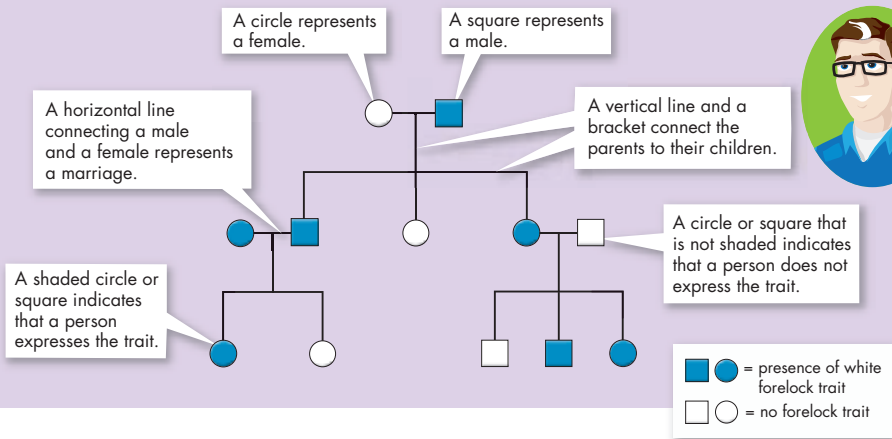 A circle represents
a female.
A square represents
a male.
A horizontal line
connecting a male
and a female represents
a marriage.
A vertical line and a
bracket connect the
parents to their children.
A circle or square that
is not shaded indicates
that a person does not
express the trait.
A shaded circle or
square indicates
that a person
expresses the trait.
= presence of white
forelock trait
= no forelock trait